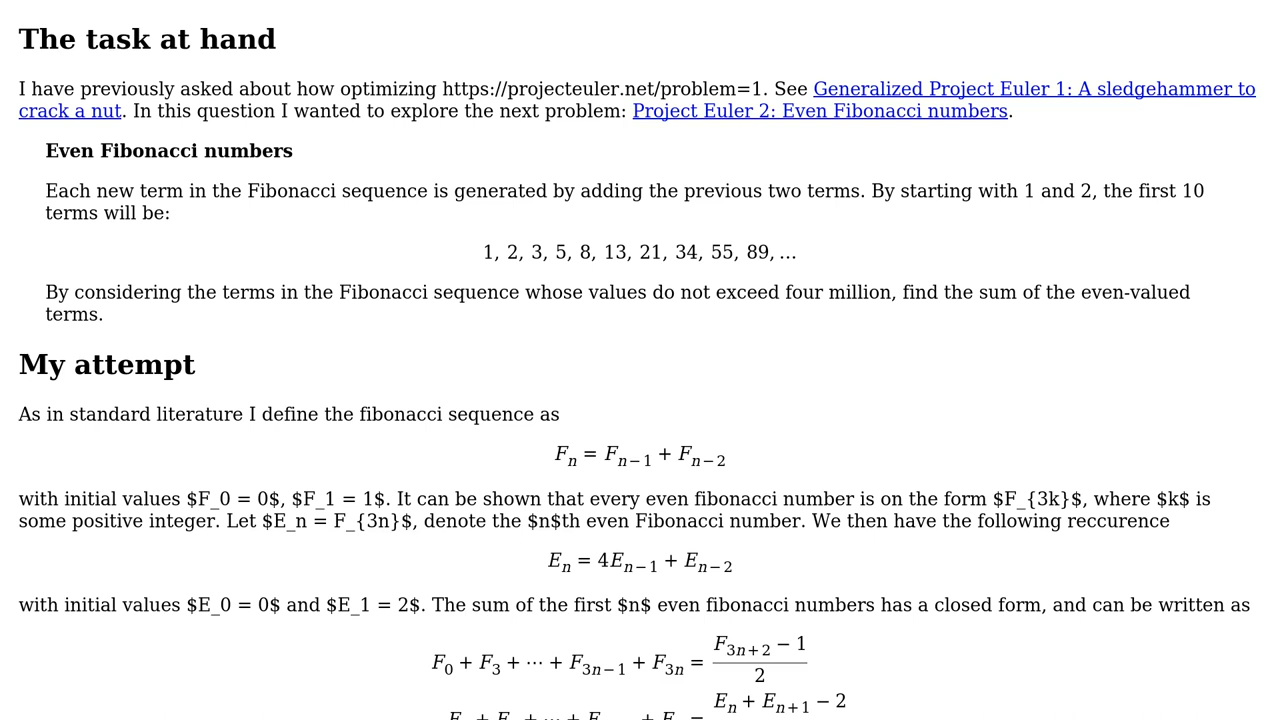 The task at hand
I have previously asked about how optimizing https://projecteuler.net/problem=1. See Generalized Project Euler 1: A sledgehammer to
crack a nut. In this question I wanted to explore the next problem: Project Euler 2: Even Fibonacci numbers.
Even Fibonacci numbers
Each new term in the Fibonacci sequence is generated by adding the previous two terms. By starting with 1 and 2, the first 10
terms will be:
1, 2, 3, 5, 8, 13, 21, 34, 55, 89, …
By considering the terms in the Fibonacci sequence whose values do not exceed four million, find the sum of the even-valued
terms.
My attempt
As in standard literature I define the fibonacci sequence as
F_n = F_{n−1} + F_{n−2}
with initial values $F_0 = 0$, $F_1 = 1$. It can be shown that every even fibonacci number is on the form $F_{3k}$, where $k$ is
some positive integer. Let $E_n = F_{3n}$, denote the $n$th even Fibonacci number. We then have the following reccurence
E_n = 4E_{n−1} + E_{n−2}
with initial values $E_0 = 0$ and $E_1 = 2$. The sum of the first $n$ even fibonacci numbers has a closed form, and can be written as
F_0 + F_3 + ⋯ + F_{3n−1} + F_{3n} = \frac{F_{3n+2} − 1}{2}
E_n + E_{n+1} − 2